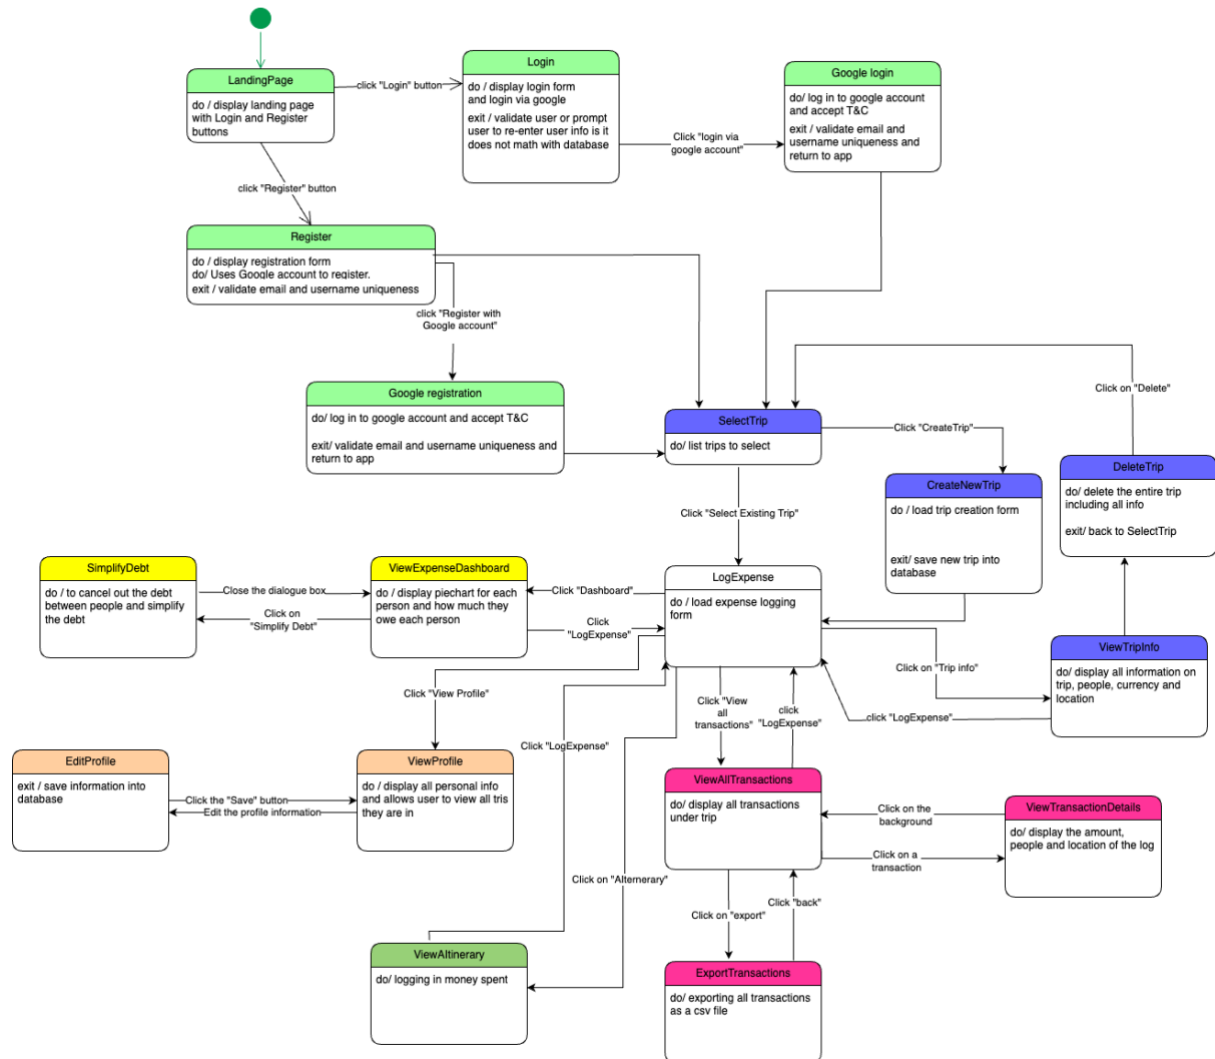 LandingPage
do / display landing page
with Login and Register
buttons
click "Login" button
Login
do / display login form
and login via google
exit / validate user or prompt
user to re-enter user info is it
does not math with database
Click "login via
google account"
Google login
do/ log in to google account
and accept T&C
exit / validate email and
username uniqueness and
return to app
click "Register" button
Register
do / display registration form
do/ Uses Google account to register.
exit / validate email and username uniqueness
click "Register with
Google account"
Google registration
do/ log in to google account and accept T&C
exit/ validate email and username uniqueness and
return to app
SelectTrip
do/ list trips to select
Click "CreateTrip"
Click on "Delete"
CreateNewTrip
do / load trip creation form
exit/ save new trip into
database
DeleteTrip
do/ delete the entire trip
including all info
exit/ back to SelectTrip
Click "Select Existing Trip"
SimplifyDebt
do / to cancel out the debt
between people and simplify
the debt
Close the dialogue box
Click on
"Simplify Debt"
ViewExpenseDashboard
do / display piechart for each
person and how much they
owe each person
Click "Dashboard"
Click
"LogExpense"
LogExpense
do / load expense logging
form
Click on "Trip info"
click "LogExpense"
ViewTripInfo
do/ display all information on
trip, people, currency and
location
Click "View Profile"
Click "LogExpense"
Click "View
all
transactions"
click
"LogExpense"
EditProfile
exit / save information into
database
Click the "Save" button
Edit the profile information
ViewProfile
do / display all personal info
and allows user to view all tris
they are in
ViewAllTransactions
do/ display all transactions
under trip
Click on the
background
Click on a
transaction
ViewTransactionDetails
do/ display the amount,
people and location of the log
Click on "Alternerary"
Click on "export"
Click "back"
ViewAltinerary
do/ logging in money spent
ExportTransactions
do/ exporting all transactions
as a csv file